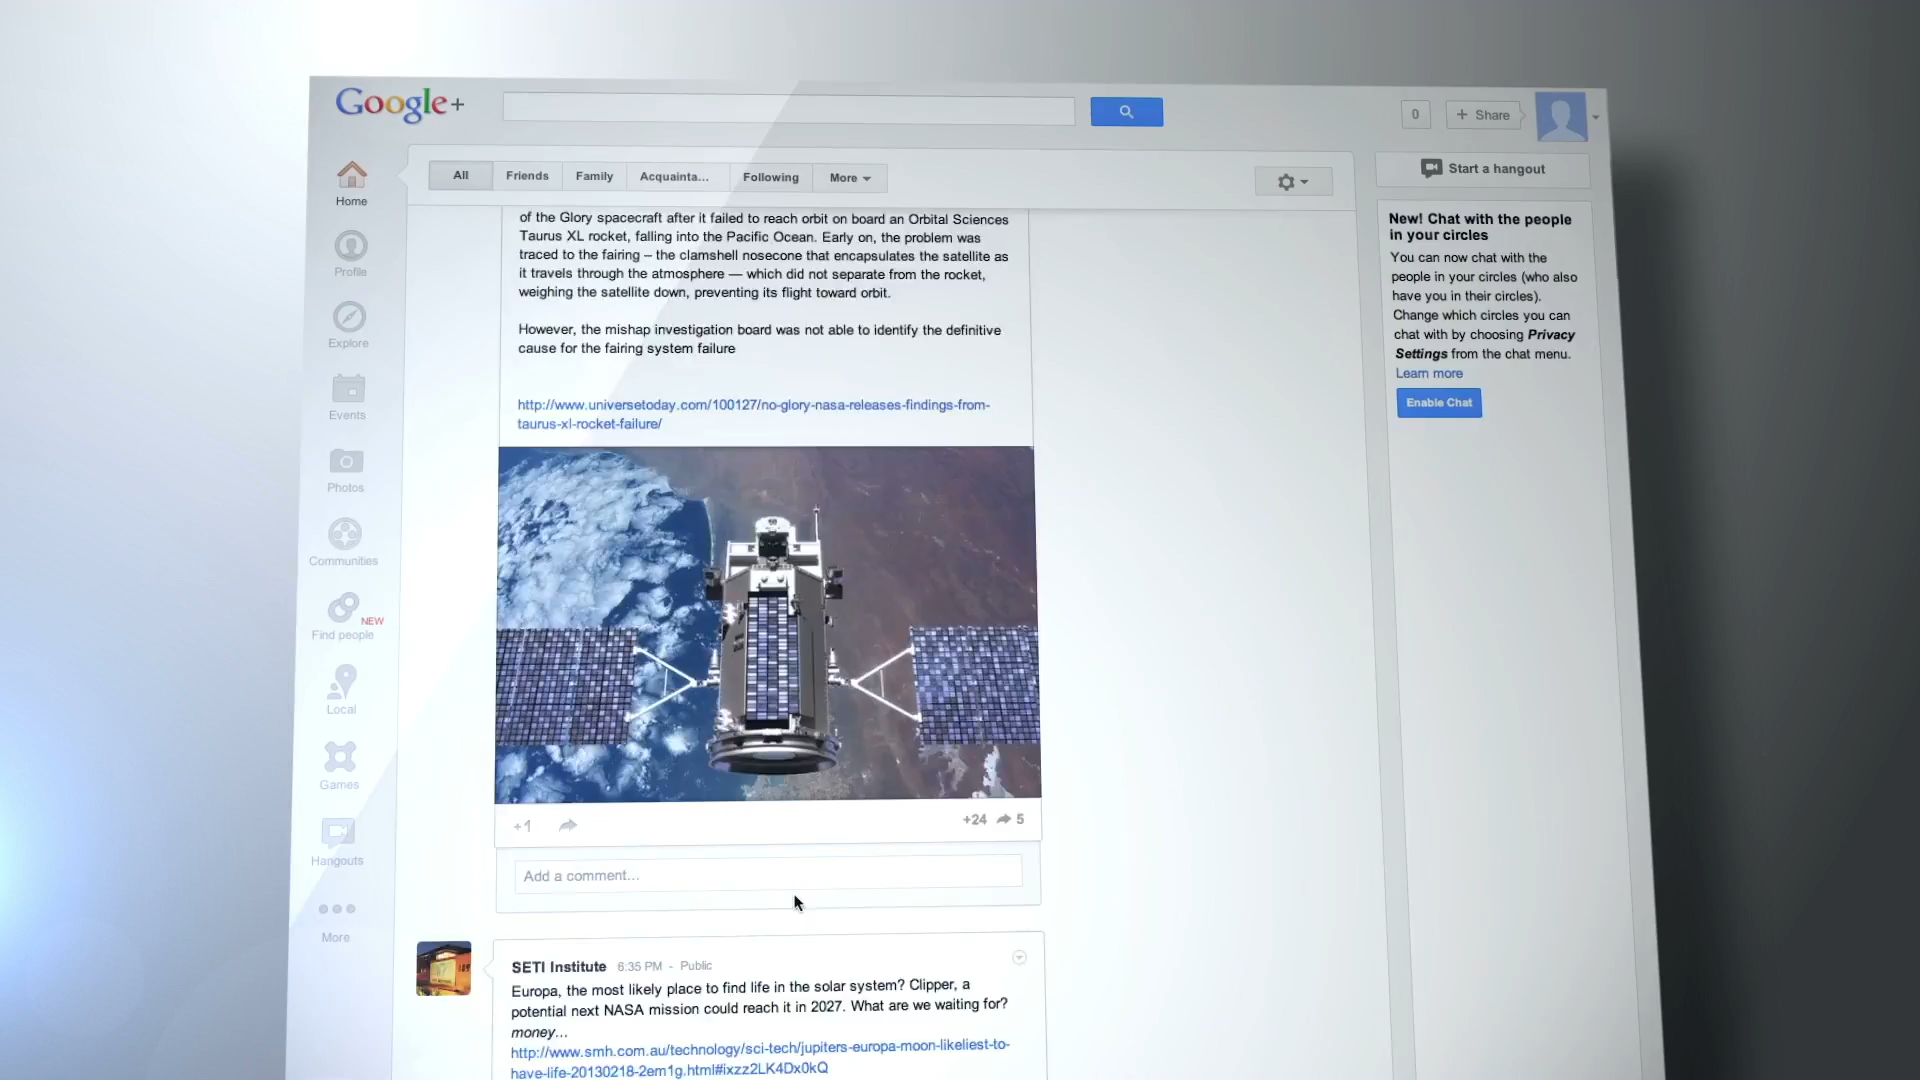 Google+
0
+ Share
All
Friends
Family
Acquainta...
Following
More
Start a hangout
Home
Profile
Explore
Events
Photos
Communities
NEW
Find people
Local
Games
Hangouts
More
of the Glory spacecraft after it failed to reach orbit on board an Orbital Sciences
Taurus XL rocket, falling into the Pacific Ocean. Early on, the problem was
traced to the fairing – the clamshell nosecone that encapsulates the satellite as
it travels through the atmosphere — which did not separate from the rocket,
weighing the satellite down, preventing its flight toward orbit.
However, the mishap investigation board was not able to identify the definitive
cause for the fairing system failure
http://www.universetoday.com/100127/no-glory-nasa-releases-findings-from-
taurus-xl-rocket-failure/
+1
+24
5
Add a comment...
SETI Institute 6:35 PM - Public
Europa, the most likely place to find life in the solar system? Clipper, a
potential next NASA mission could reach it in 2027. What are we waiting for?
money...
http://www.smh.com.au/technology/sci-tech/jupiters-europa-moon-likeliest-to-
have-life-20130218-2em1g.html#ixzz2LK4Dx0kQ
New! Chat with the people
in your circles
You can now chat with the
people in your circles (who also
have you in their circles).
Change which circles you can
chat with by choosing Privacy
Settings from the chat menu.
Learn more
Enable Chat